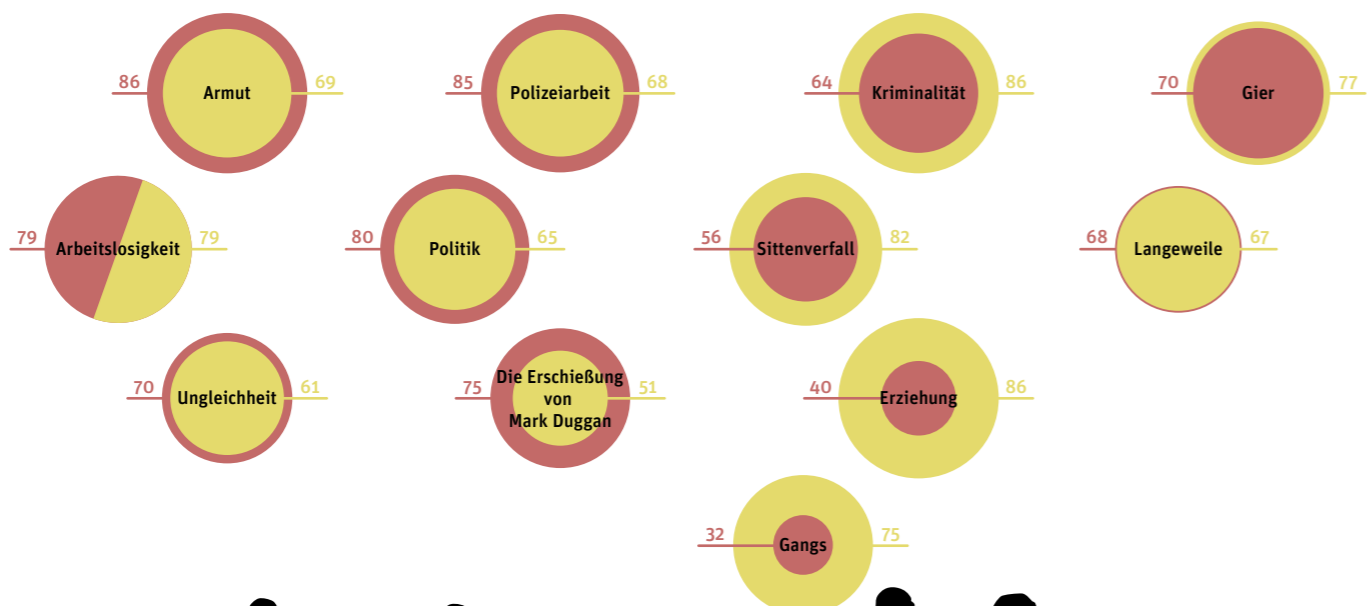 86 Armut 69
85 Polizeiarbeit 68
64 Kriminalität 86
70 Gier 77
79 Arbeitslosigkeit 79
80 Politik 65
56 Sittenverfall 82
68 Langeweile 67
70 Ungleichheit 61
75 Die Erschießung 51
von
Mark Duggan
40 Erziehung 86
32 Gangs 75